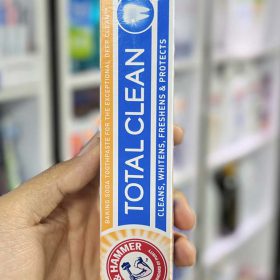 BAKING SODA TOOTHPASTE FOR THE EXCEPTIONAL DEEP CLEAN
TOTAL CLEAN
CLEANS, WHITENS, FRESHENS & PROTECTS
& HAMMER